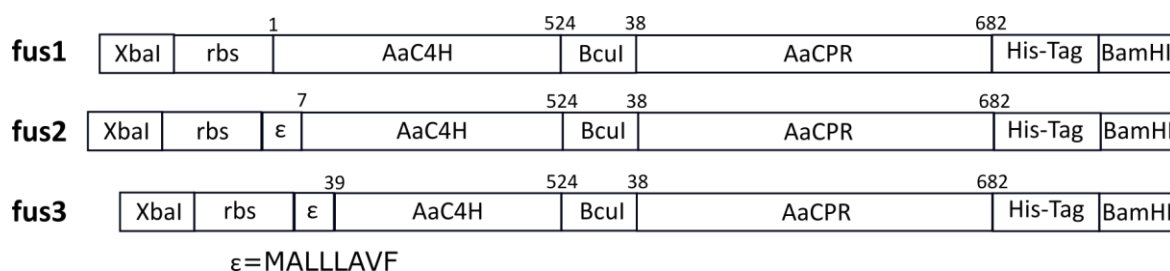 1 524 38 682
fus1 XbaI rbs AaC4H BcuI AaCPR His-Tag BamHI
7 524 38 682
fus2 XbaI rbs ε AaC4H BcuI AaCPR His-Tag BamHI
39 524 38 682
fus3 XbaI rbs ε AaC4H BcuI AaCPR His-Tag BamHI
ε=MALLLAVF